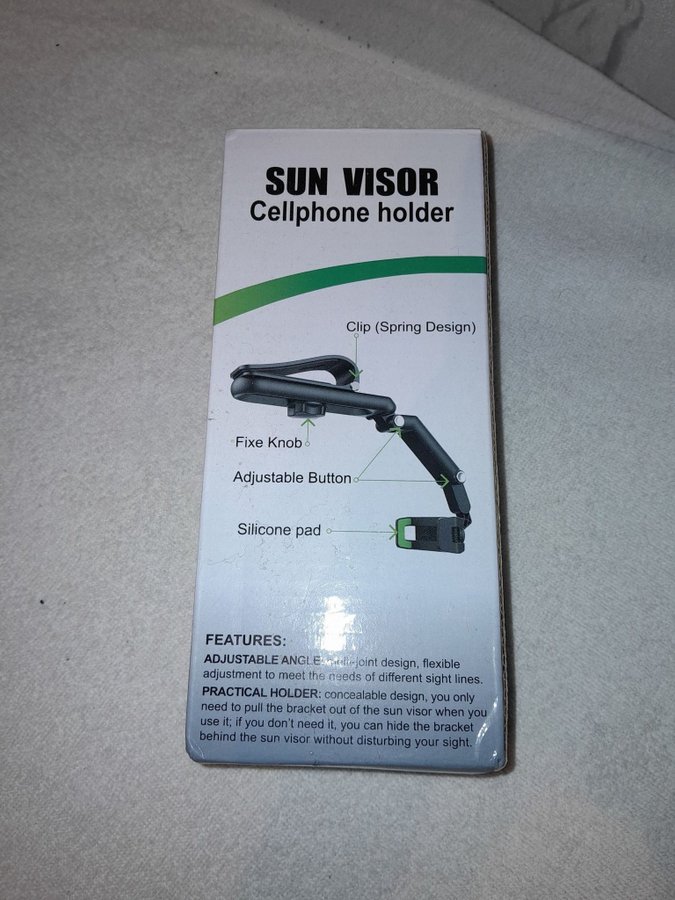 SUN VISOR
Cellphone holder
Clip (Spring Design)
Fixe Knob
Adjustable Button
Silicone pad
FEATURES:
ADJUSTABLE ANGLE: joint design, flexible
adjustment to meet the needs of different sight lines.
PRACTICAL HOLDER: concealable design, you only
need to pull the bracket out of the sun visor when you
use it; if you don't need it, you can hide the bracket
behind the sun visor without disturbing your sight.